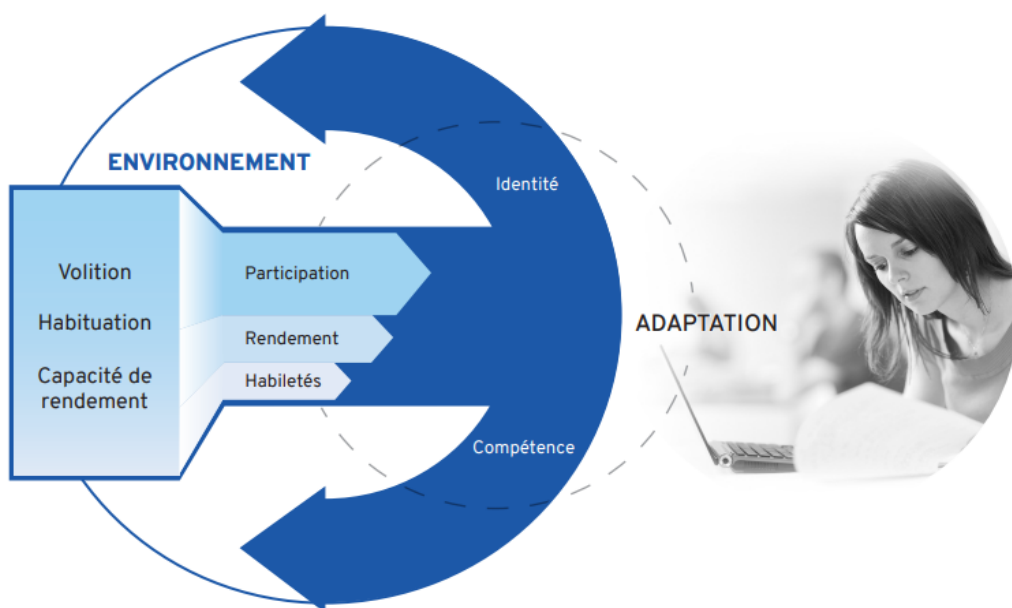 ENVIRONNEMENT
Identité
Volition
Habituation
Capacité de
rendement
Participation
Rendement
Habiletés
ADAPTATION
Compétence